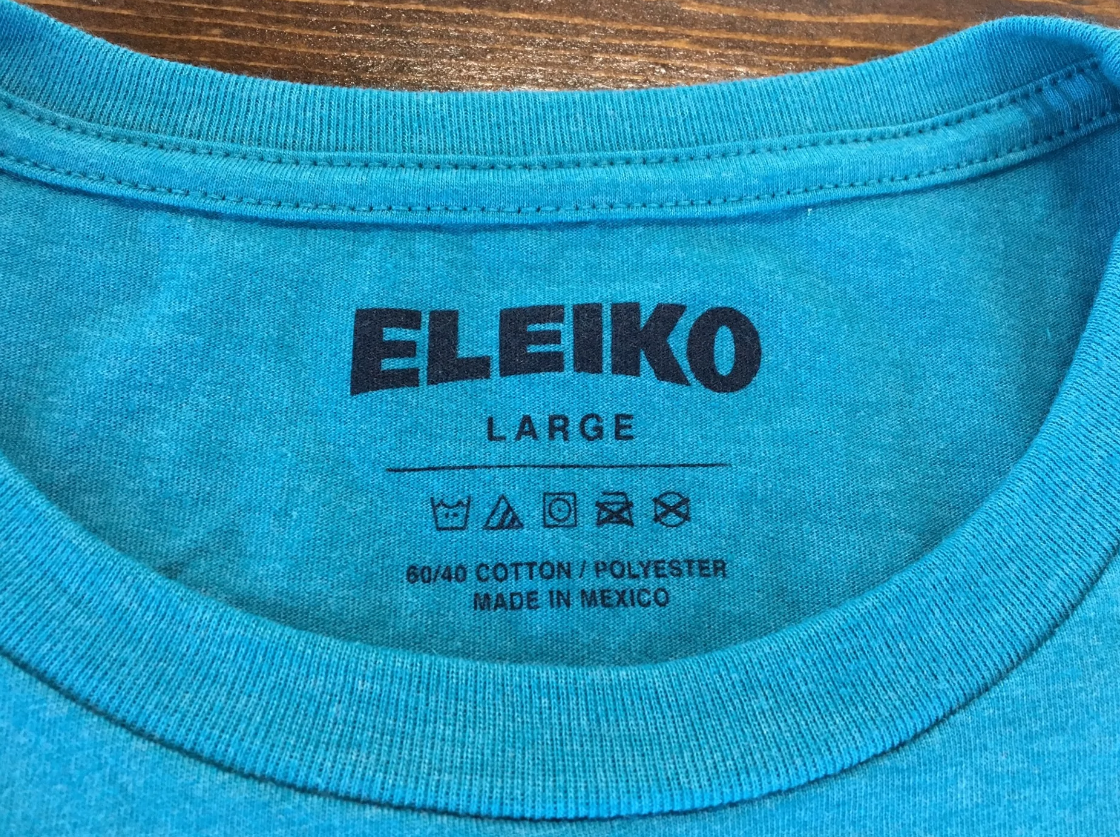 ELEIKO
LARGE
60/40 COTTON / POLYESTER
MADE IN MEXICO